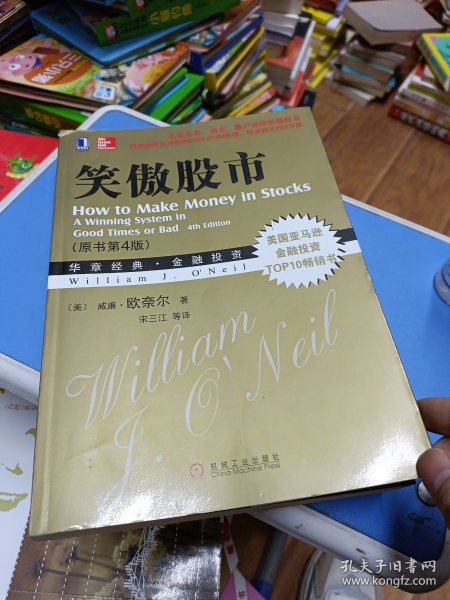 笑傲股市
How to Make Money in Stocks
A Winning System in
Good Times or Bad 4th Edition
(原书第4版)
华章经典·金融投资
William J. O'Neil
美国亚马逊
金融投资
TOP10畅销书
[美] 威廉·欧奈尔 著
宋三江 等译
William
J. O'Neil
机械工业出版社
China Machine Press
孔夫子旧书网
www.kongfz.com